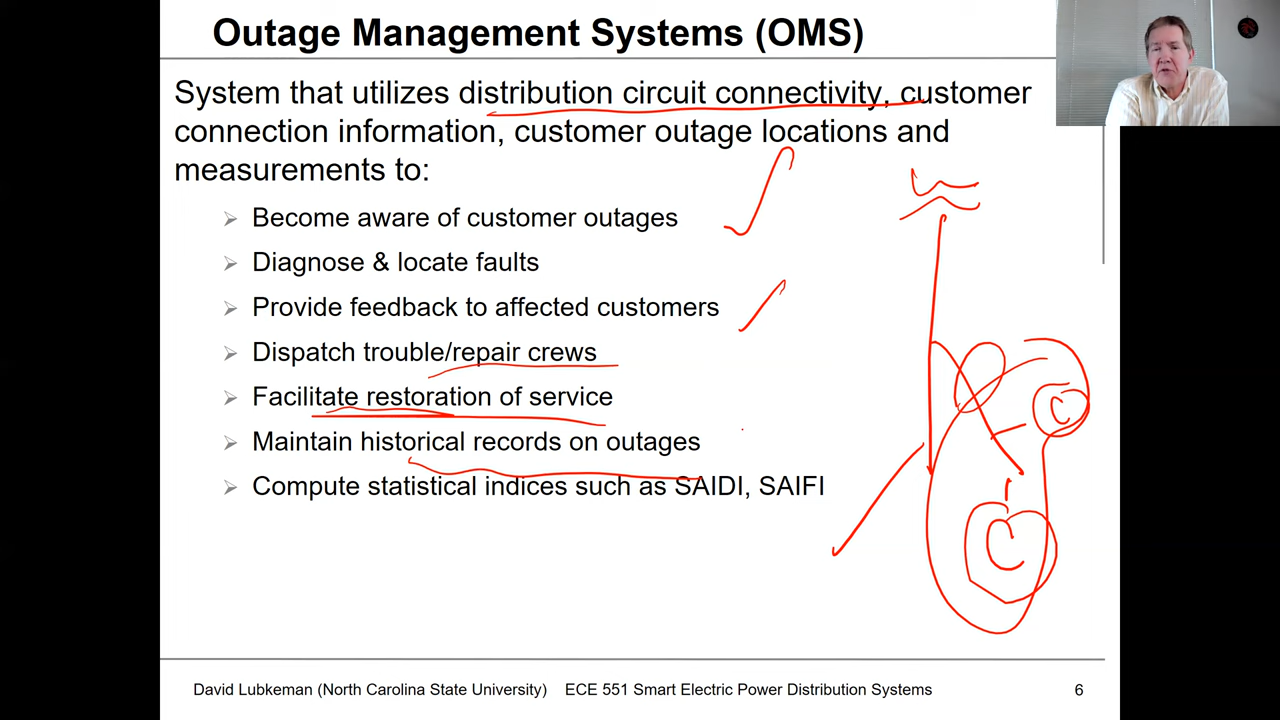 Outage Management Systems (OMS)
System that utilizes distribution circuit connectivity, customer
connection information, customer outage locations and
measurements to:
Become aware of customer outages
Diagnose & locate faults
Provide feedback to affected customers
Dispatch trouble/repair crews
Facilitate restoration of service
Maintain historical records on outages
Compute statistical indices such as SAIDI, SAIFI
C
C
David Lubkeman (North Carolina State University) ECE 551 Smart Electric Power Distribution Systems 6